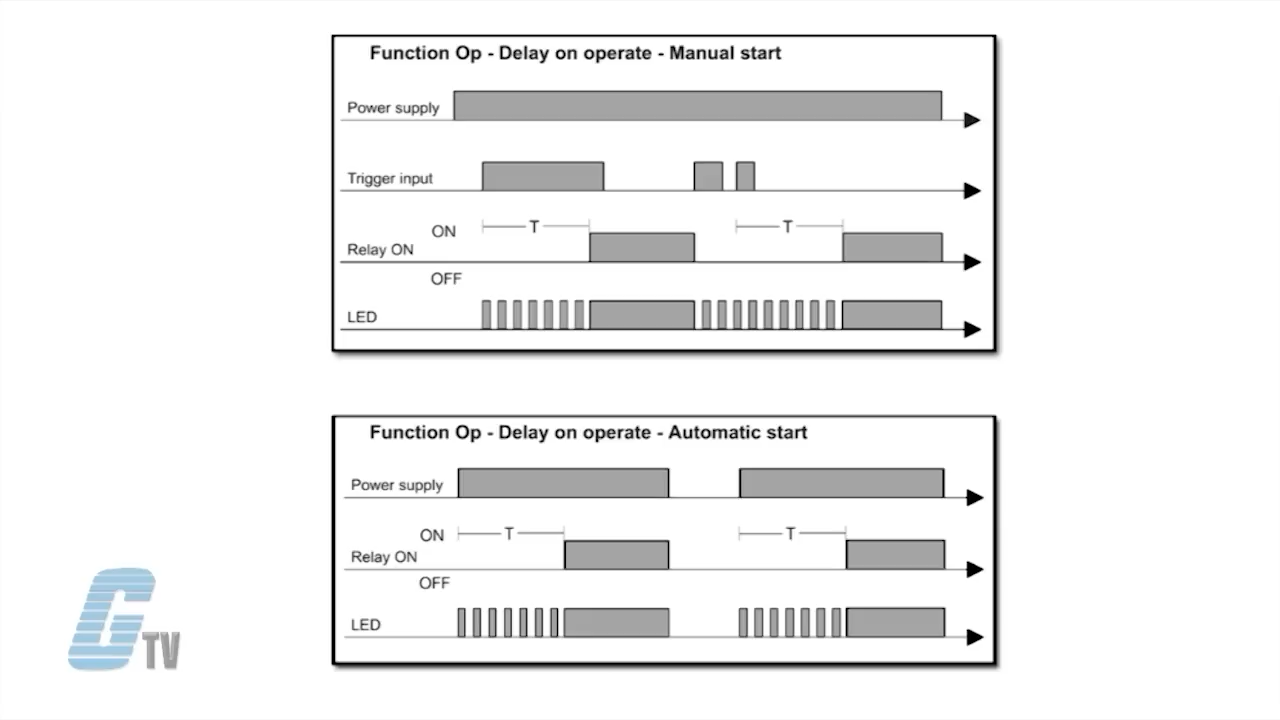 Function Op - Delay on operate - Manual start
Power supply
Trigger input
T
T
ON
Relay ON
OFF
LED
Function Op - Delay on operate - Automatic start
Power supply
ON
T
T
Relay ON
OFF
LED
G TV